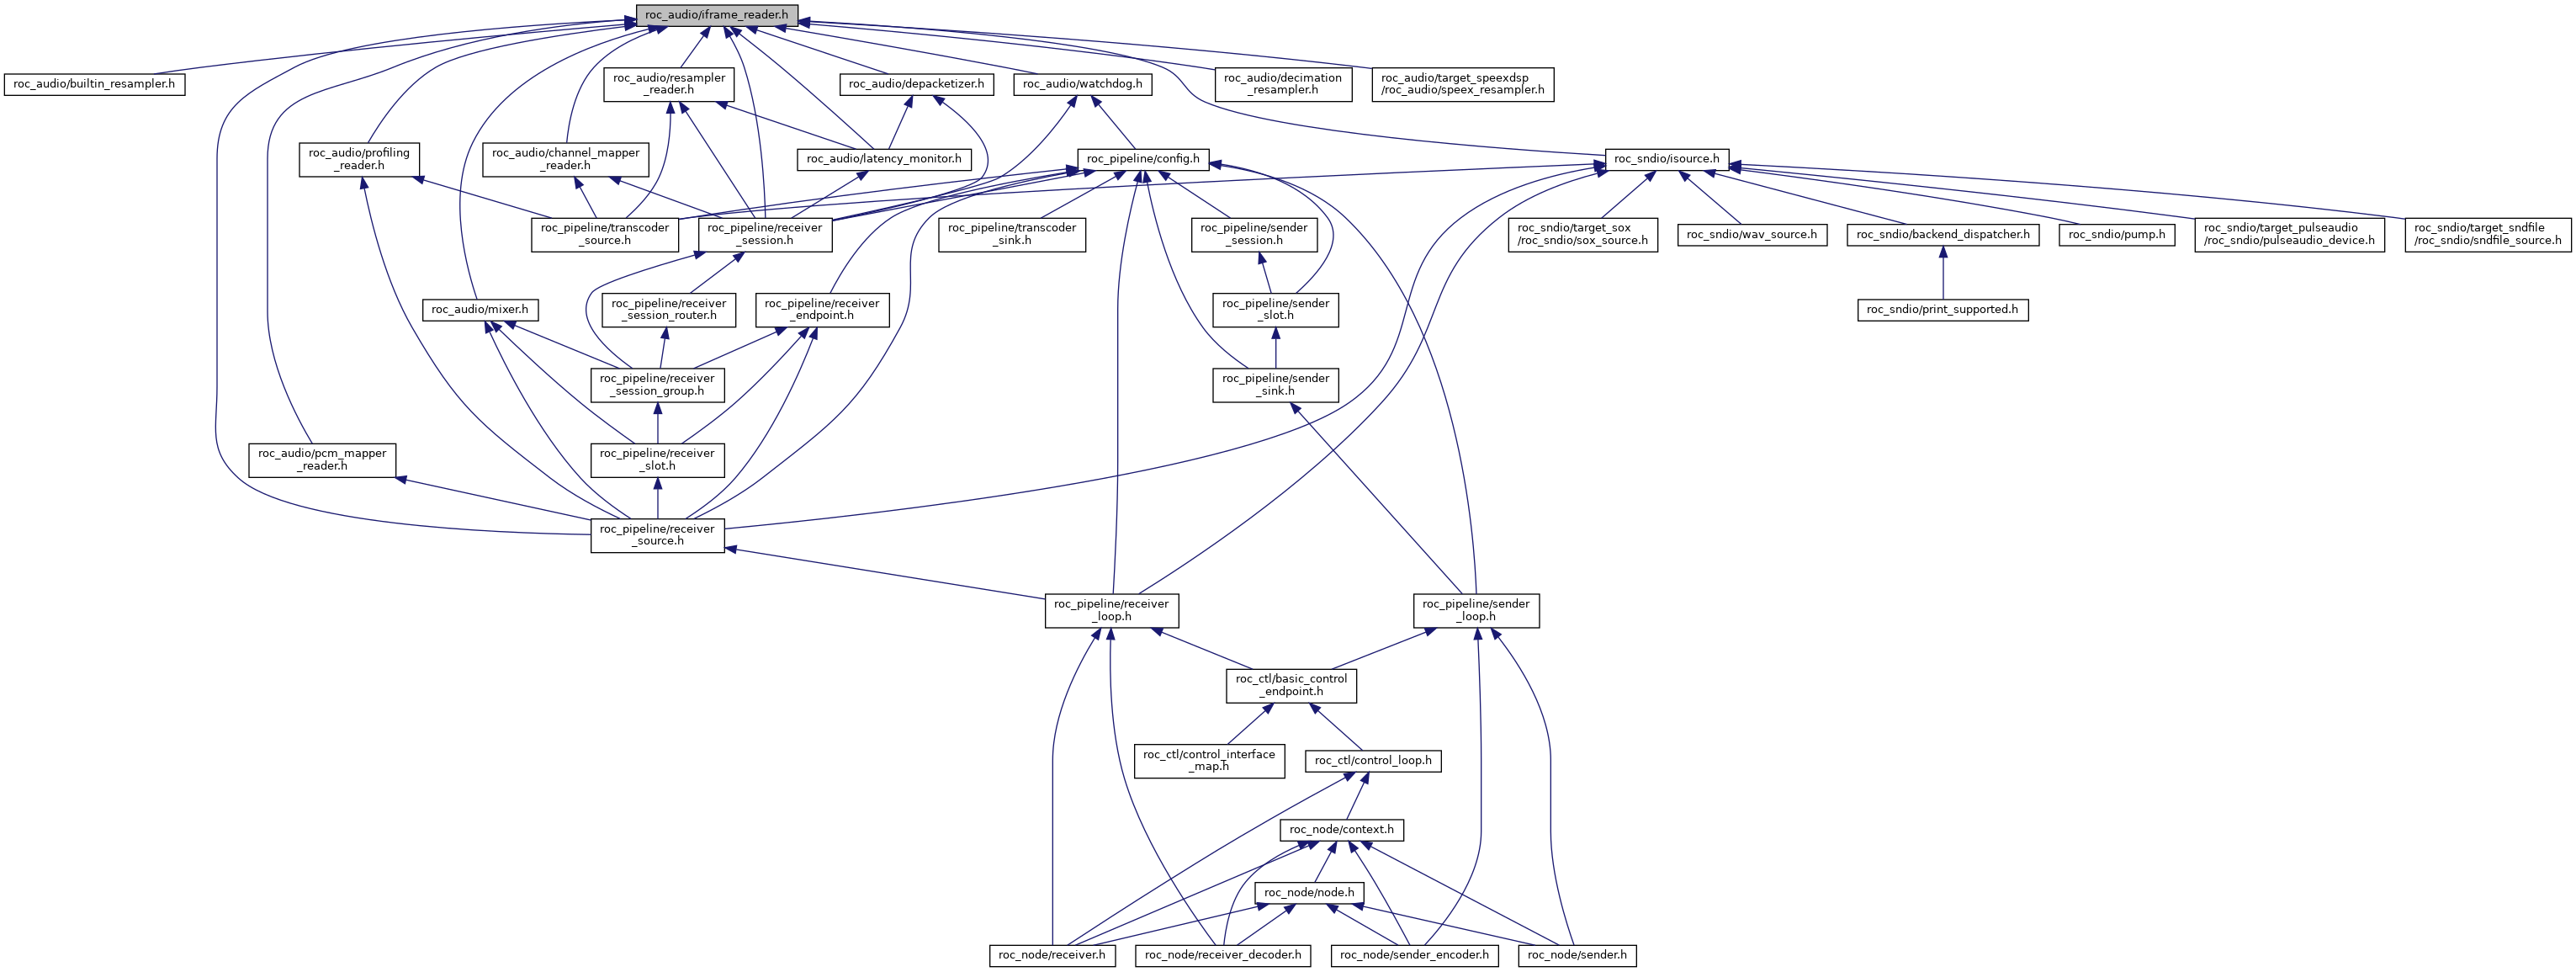 roc_audio/iframe_reader.h
roc_audio/builtin_resampler.h
roc_audio/resampler
_reader.h
roc_audio/depacketizer.h
roc_audio/watchdog.h
roc_audio/decimation
_resampler.h
roc_audio/target_speexdsp
/roc_audio/speex_resampler.h
roc_audio/profiling
_reader.h
roc_audio/channel_mapper
_reader.h
roc_audio/latency_monitor.h
roc_pipeline/config.h
roc_sndio/isource.h
roc_pipeline/transcoder
_source.h
roc_pipeline/receiver
_session.h
roc_pipeline/transcoder
_sink.h
roc_pipeline/sender
_session.h
roc_sndio/target_sox
/roc_sndio/sox_source.h
roc_sndio/wav_source.h
roc_sndio/backend_dispatcher.h
roc_sndio/pump.h
roc_sndio/target_pulseaudio
/roc_sndio/pulseaudio_device.h
roc_sndio/target_sndfile
/roc_sndio/sndfile_source.h
roc_audio/mixer.h
roc_pipeline/receiver
_session_router.h
roc_pipeline/receiver
_endpoint.h
roc_pipeline/sender
_slot.h
roc_sndio/print_supported.h
roc_pipeline/receiver
_session_group.h
roc_pipeline/sender
_sink.h
roc_audio/pcm_mapper
_reader.h
roc_pipeline/receiver
_slot.h
roc_pipeline/receiver
_source.h
roc_pipeline/receiver
_loop.h
roc_pipeline/sender
_loop.h
roc_ctl/basic_control
_endpoint.h
roc_ctl/control_interface
_map.h
roc_ctl/control_loop.h
roc_node/context.h
roc_node/node.h
roc_node/receiver.h
roc_node/receiver_decoder.h
roc_node/sender_encoder.h
roc_node/sender.h